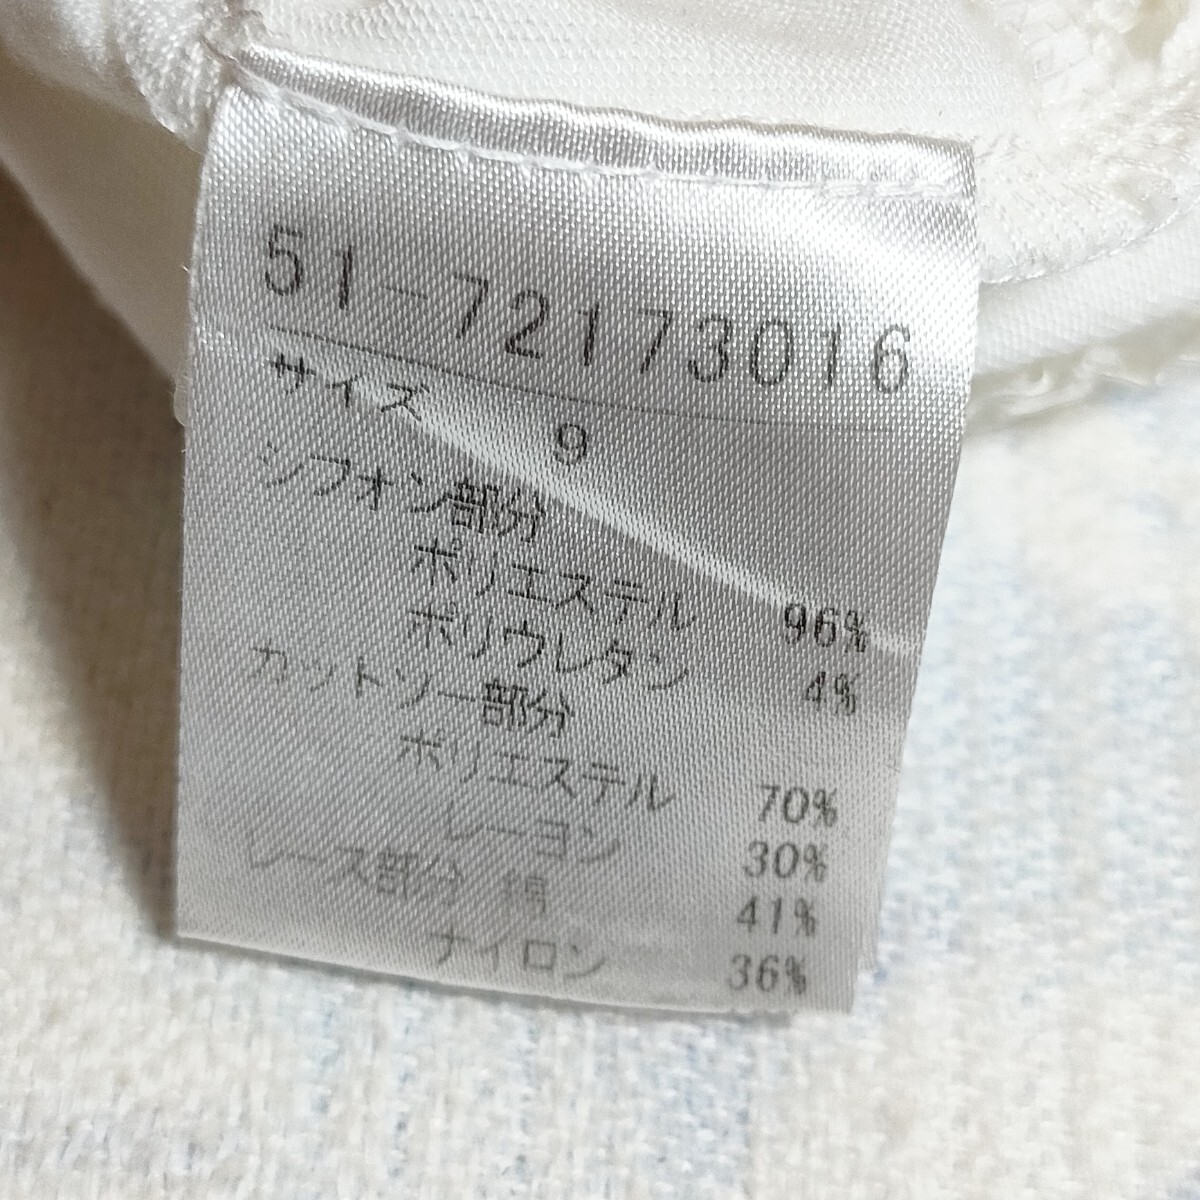 51-72173016
サイズ 9
シフォン部分
ポリエステル 96%
ポリウレタン 4%
カットソー部分
ポリエステル 70%
レーヨン 30%
レース部分 綿 41%
ナイロン 36%